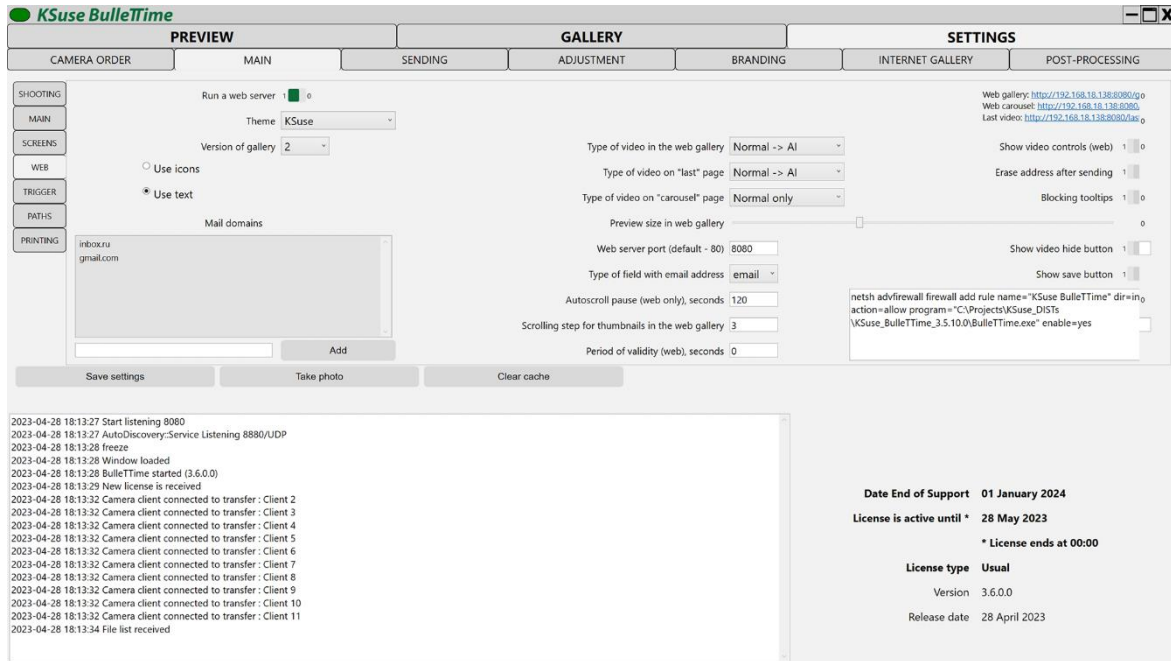 KSuse BulleTTime
PREVIEW GALLERY SETTINGS
CAMERA ORDER MAIN SENDING ADJUSTMENT BRANDING INTERNET GALLERY POST-PROCESSING
SHOOTING
MAIN
SCREENS
WEB
TRIGGER
PATHS
PRINTING
Run a web server 1 0
Theme KSuse
Version of gallery 2
Use icons
Use text
Mail domains
inbox.ru
gmail.com
Add
Type of video in the web gallery Normal -> AI
Type of video on "last" page Normal -> AI
Type of video on "carousel" page Normal only
Preview size in web gallery 0
Web server port (default - 80) 8080
Type of field with email address email
Autoscroll pause (web only), seconds 120
Scrolling step for thumbnails in the web gallery 3
Period of validity (web), seconds 0
Web gallery: http://192.168.18.138:8080/g 0
Web carousel: http://192.168.18.138:8080.
Last video: http://192.168.18.138:8080/las 0
Show video controls (web) 1 0
Erase address after sending 1
Blocking tooltips 1 0
Show video hide button 1
Show save button 1
netsh advfirewall firewall add rule name="KSuse BulleTTime" dir=in 0
action=allow program="C:\Projects\KSuse_DISTs
\KSuse_BulleTTime_3.5.10.0\BulleTTime.exe" enable=yes
Save settings Take photo Clear cache
2023-04-28 18:13:27 Start listening 8080
2023-04-28 18:13:27 AutoDiscovery::Service Listening 8880/UDP
2023-04-28 18:13:28 freeze
2023-04-28 18:13:28 Window loaded
2023-04-28 18:13:28 BulleTTime started (3.6.0.0)
2023-04-28 18:13:29 New license is received
2023-04-28 18:13:32 Camera client connected to transfer : Client 2
2023-04-28 18:13:32 Camera client connected to transfer : Client 3
2023-04-28 18:13:32 Camera client connected to transfer : Client 4
2023-04-28 18:13:32 Camera client connected to transfer : Client 5
2023-04-28 18:13:32 Camera client connected to transfer : Client 6
2023-04-28 18:13:32 Camera client connected to transfer : Client 7
2023-04-28 18:13:32 Camera client connected to transfer : Client 8
2023-04-28 18:13:32 Camera client connected to transfer : Client 9
2023-04-28 18:13:32 Camera client connected to transfer : Client 10
2023-04-28 18:13:32 Camera client connected to transfer : Client 11
2023-04-28 18:13:34 File list received
Date End of Support 01 January 2024
License is active until * 28 May 2023
* License ends at 00:00
License type Usual
Version 3.6.0.0
Release date 28 April 2023